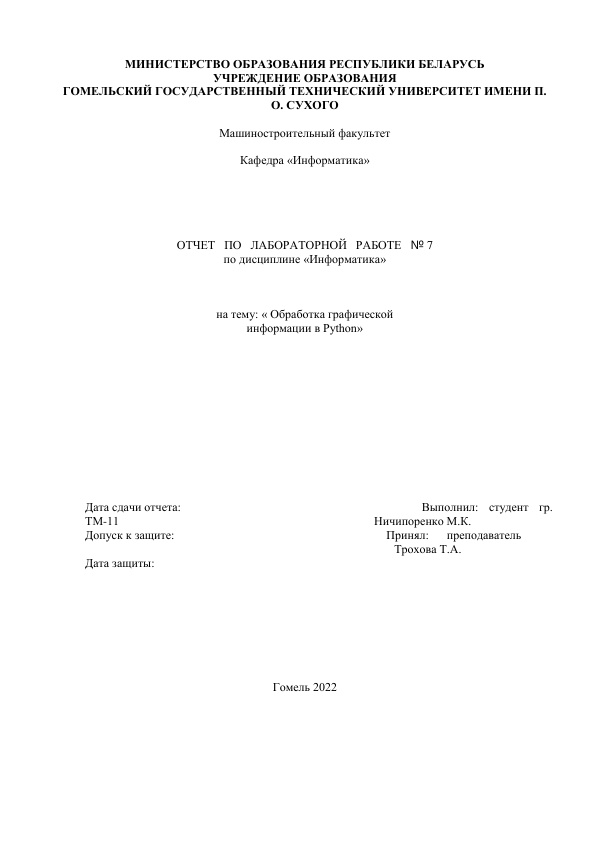 МИНИСТЕРСТВО ОБРАЗОВАНИЯ РЕСПУБЛИКИ БЕЛАРУСЬ
УЧРЕЖДЕНИЕ ОБРАЗОВАНИЯ
ГОМЕЛЬСКИЙ ГОСУДАРСТВЕННЫЙ ТЕХНИЧЕСКИЙ УНИВЕРСИТЕТ ИМЕНИ П.
О. СУХОГО
Машиностроительный факультет
Кафедра «Информатика»
ОТЧЕТ ПО ЛАБОРАТОРНОЙ РАБОТЕ № 7
по дисциплине «Информатика»
на тему: « Обработка графической
информации в Python»
Дата сдачи отчета: Выполнил: студент гр.
ТМ-11 Ничипоренко М.К.
Допуск к защите: Принял: преподаватель
Трохова Т.А.
Дата защиты:
Гомель 2022